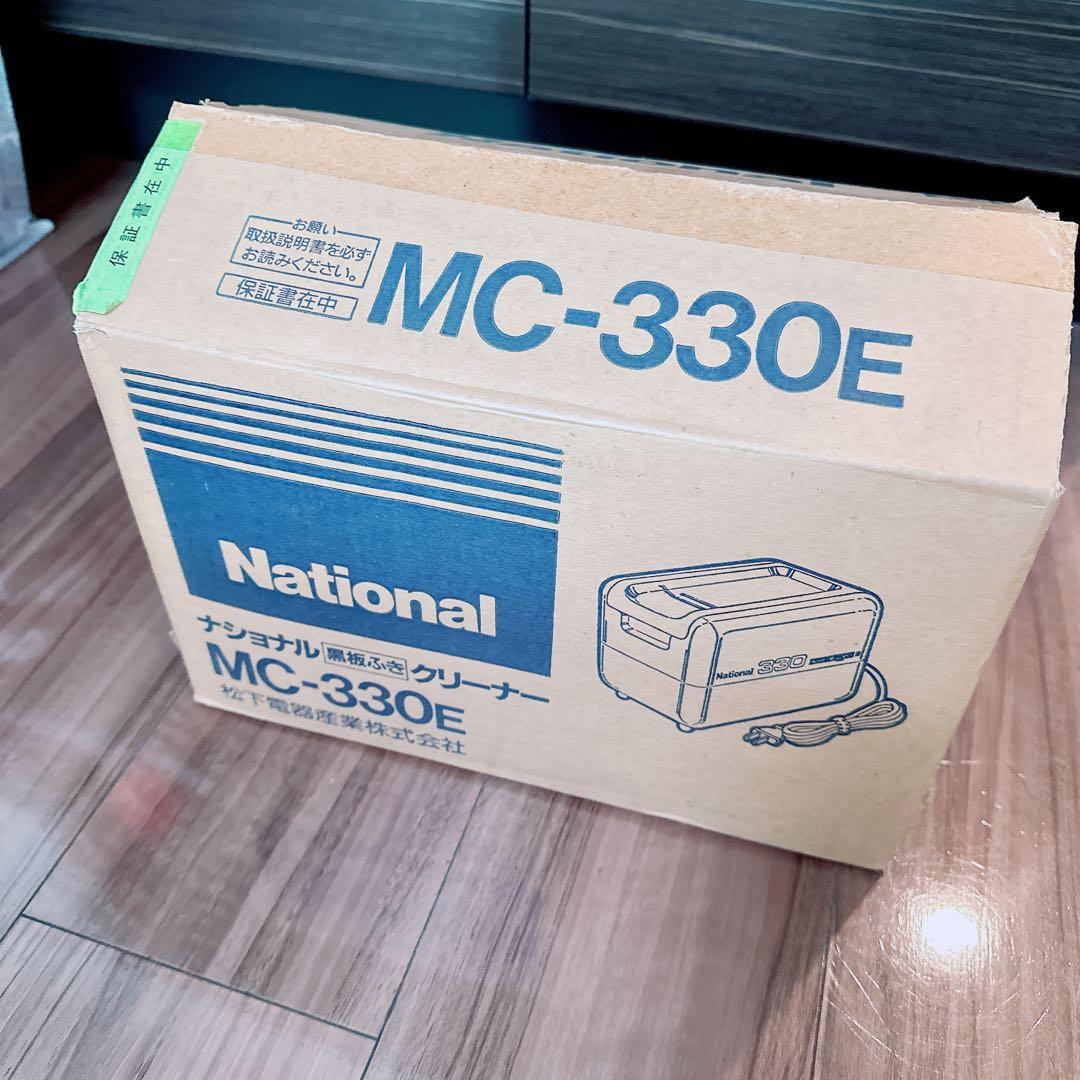 保証書在中
お願い
取扱説明書を必ず
お読みください。
保証書在中
MC-330E
National
ナショナル 黒板ふき クリーナー
MC-330E
松下電器産業株式会社
National 330